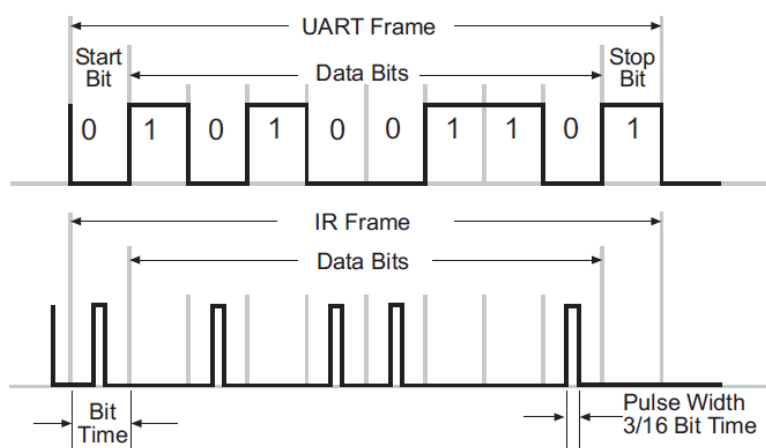 UART Frame
Start
Bit
Data Bits
Stop
Bit
0 1 0 1 0 0 1 1 0 1
IR Frame
Data Bits
Bit
Time
Pulse Width
3/16 Bit Time